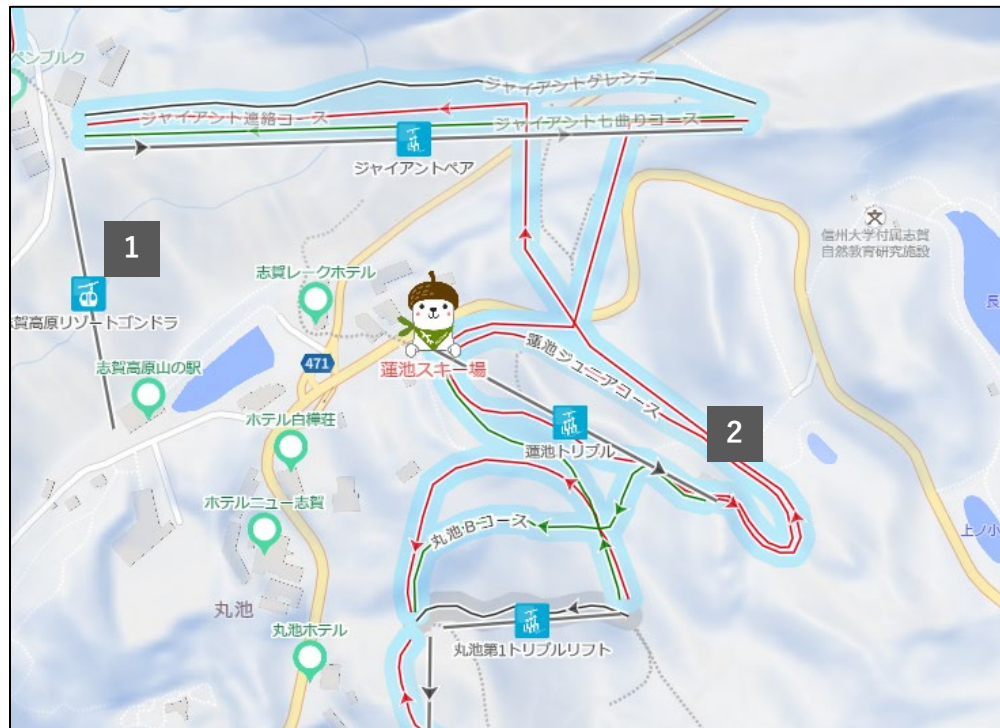 ペンブルク
ジャイアントゲレンデ
ジャイアント連絡コース
ジャイアント七曲りコース
ジャイアントペア
1
信州大学付属志賀
自然教育研究施設
志賀レークホテル
賀高原リゾートゴンドラ
長
蓮池ジュニアコース
志賀高原山の駅
471
蓮池スキー場
ホテル白樺荘
2
蓮池トリプル
ホテルニュー志賀
丸池Bコース
上ノ小
丸池
丸池ホテル
丸池第1トリプルリフト